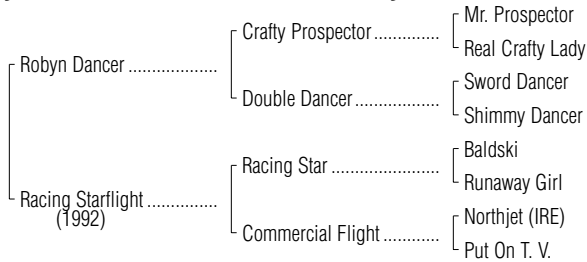 Mr. Prospector
Crafty Prospector ..............
Real Crafty Lady
Robyn Dancer ...................
Sword Dancer
Double Dancer ..................
Shimmy Dancer
Baldski
Racing Star .......................
Runaway Girl
Racing Starflight ...............
(1992)
Northjet (IRE)
Commercial Flight ............
Put On T. V.